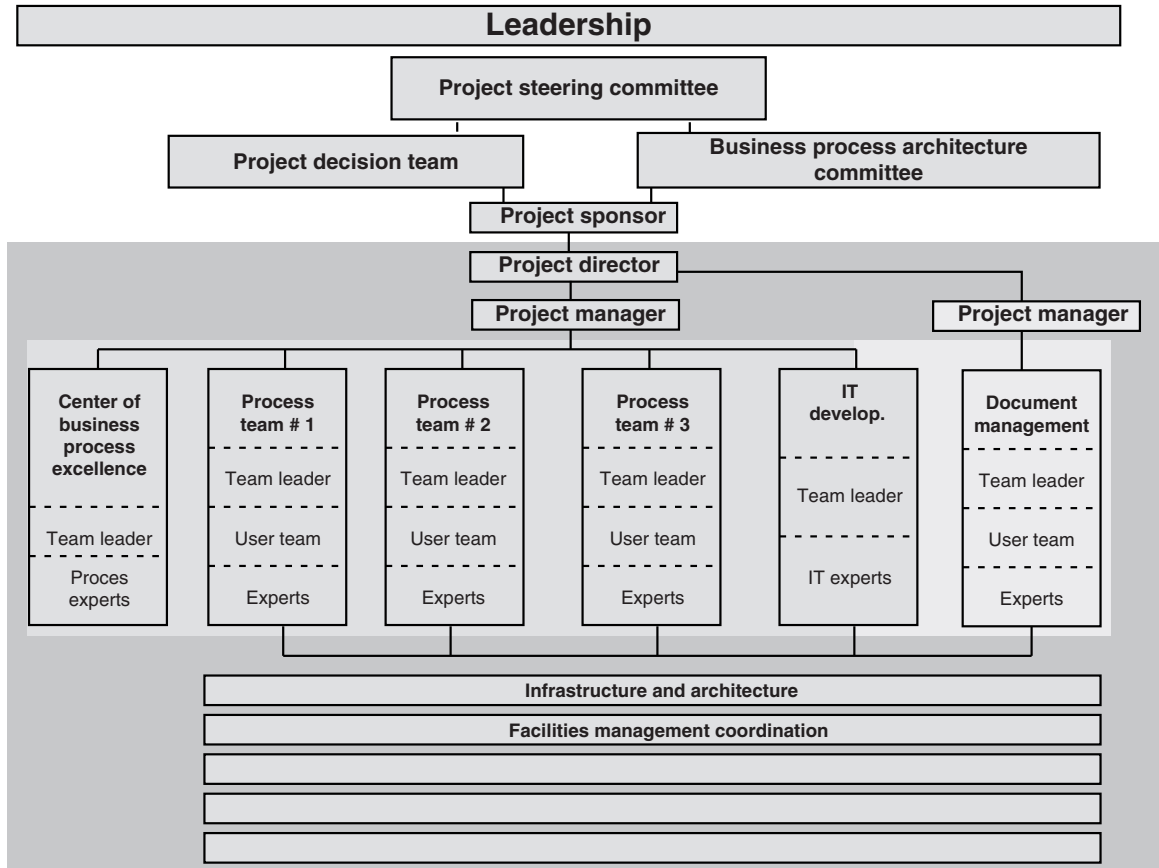 Leadership
Project steering committee
Project decision team
Business process architecture
committee
Project sponsor
Project director
Project manager
Project manager
Center of
business
process
excellence
Team leader
Proces
experts
Process
team # 1
Team leader
User team
Experts
Process
team # 2
Team leader
User team
Experts
Process
team # 3
Team leader
User team
Experts
IT
develop.
Team leader
IT experts
Document
management
Team leader
User team
Experts
Infrastructure and architecture
Facilities management coordination